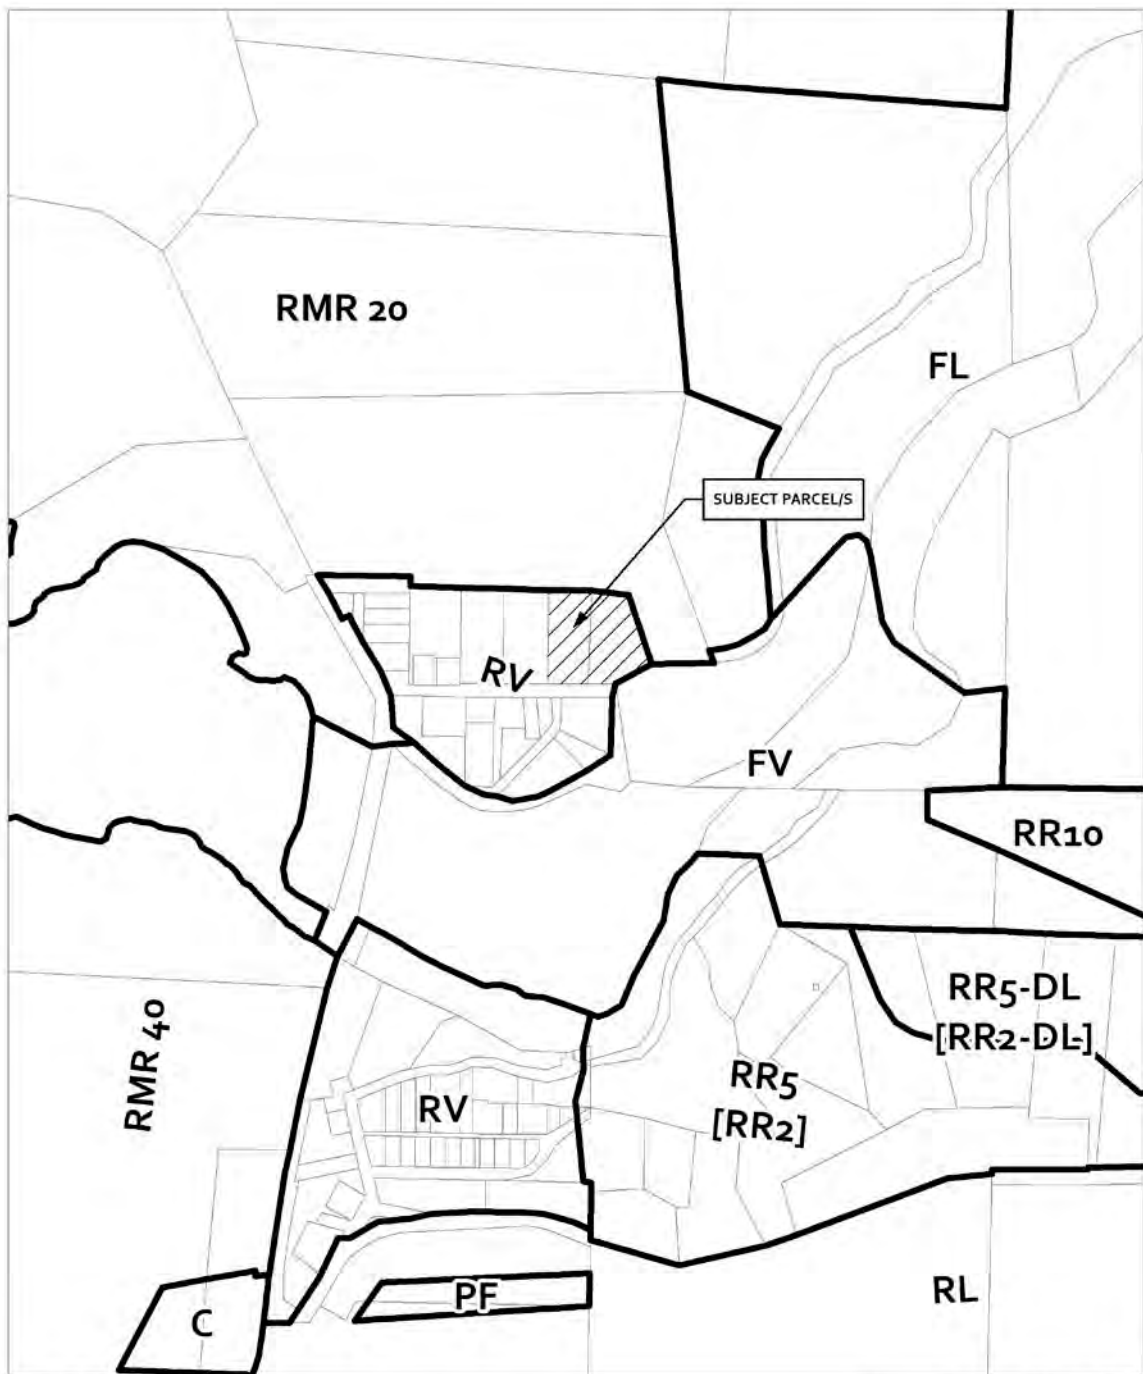 RMR 20
FL
SUBJECT PARCEL/S
RV
FV
RR10
RR5-DL
[RR2-DL]
RMR 40
RR5
[RR2]
RV
PF
RL
C